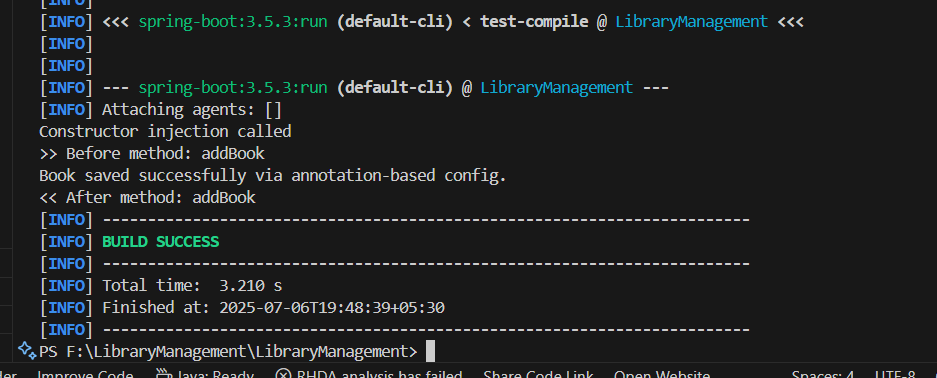 [INFO]
[INFO] <<< spring-boot:3.5.3:run (default-cli) < test-compile @ LibraryManagement <<<
[INFO]
[INFO]
[INFO] --- spring-boot:3.5.3:run (default-cli) @ LibraryManagement ---
[INFO] Attaching agents: []
Constructor injection called
>> Before method: addBook
Book saved successfully via annotation-based config.
<< After method: addBook
[INFO] ------------------------------------------------------------------------
[INFO] BUILD SUCCESS
[INFO] ------------------------------------------------------------------------
[INFO] Total time:  3.210 s
[INFO] Finished at: 2025-07-06T19:48:39+05:30
[INFO] ------------------------------------------------------------------------
PS F:\LibraryManagement\LibraryManagement>
Improve Code Java: Ready RHDA analysis has failed Share Code Link Open Website Spaces: 4 UTF-8